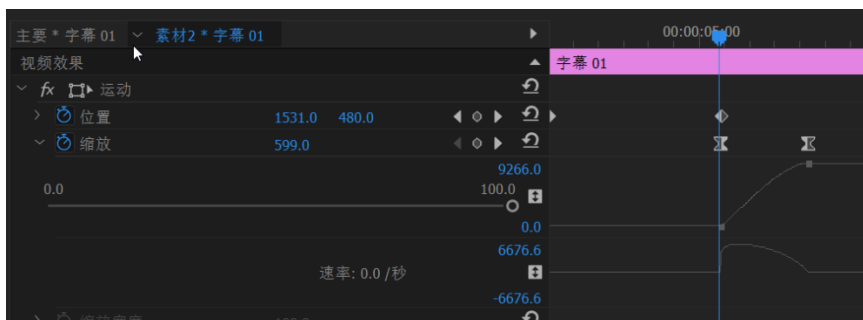 主要 * 字幕 01 素材2 * 字幕 01 00:00:05:00
视频效果 字幕 01
fx 运动
位置 1531.0 480.0
缩放 599.0
9266.0
0.0 100.0
0.0
6676.6
速率: 0.0 /秒
-6676.6